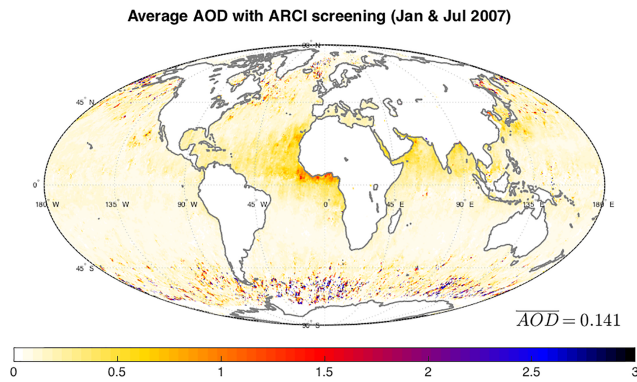 Average AOD with ARCI screening (Jan & Jul 2007)
45° N
0°
180° W 135° W 90° W 45° W 0° 45° E 90° E 135° E 180° E
45° S
90° S
AOD = 0.141
0 0.5 1 1.5 2 2.5 3